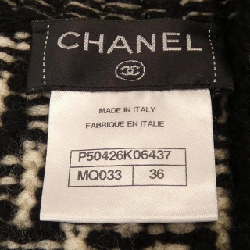 CHANEL
MADE IN ITALY
FABRIQUE EN ITALIE
P50426K06437
MQ033 36